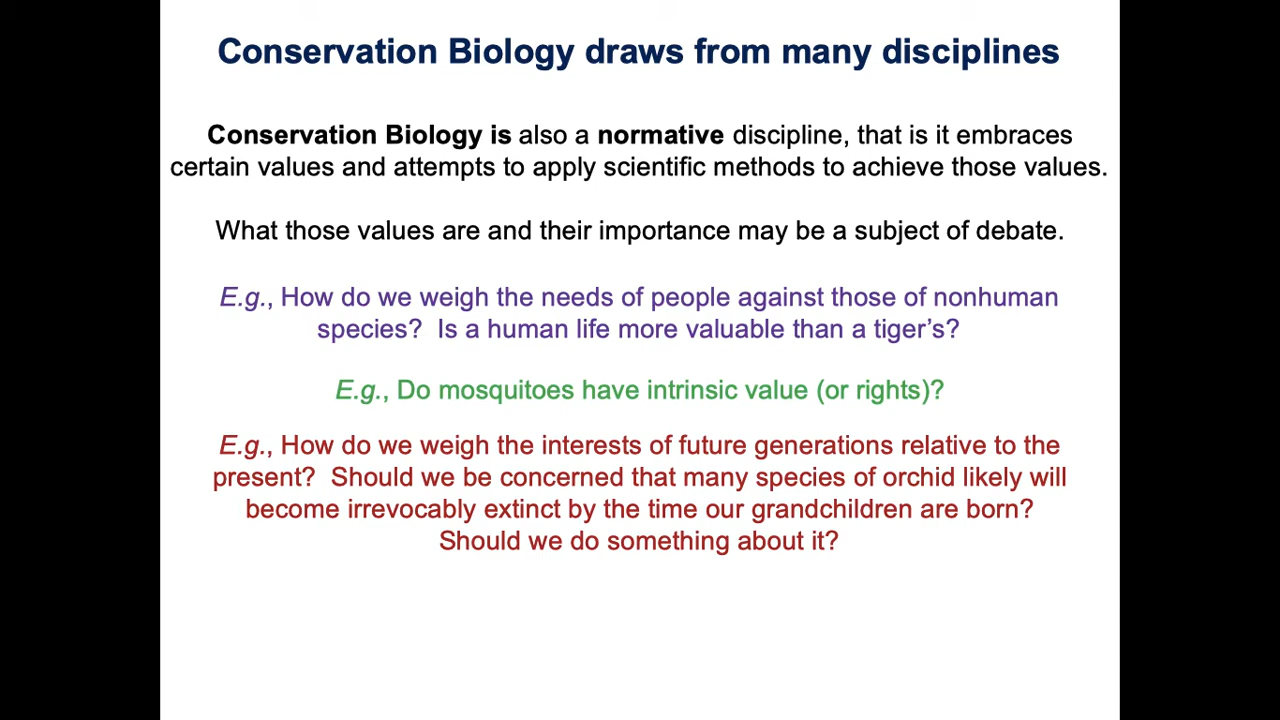 Conservation Biology draws from many disciplines
Conservation Biology is also a normative discipline, that is it embraces
certain values and attempts to apply scientific methods to achieve those values.
What those values are and their importance may be a subject of debate.
E.g., How do we weigh the needs of people against those of nonhuman
species?  Is a human life more valuable than a tiger’s?
E.g., Do mosquitoes have intrinsic value (or rights)?
E.g., How do we weigh the interests of future generations relative to the
present?  Should we be concerned that many species of orchid likely will
become irrevocably extinct by the time our grandchildren are born?
Should we do something about it?